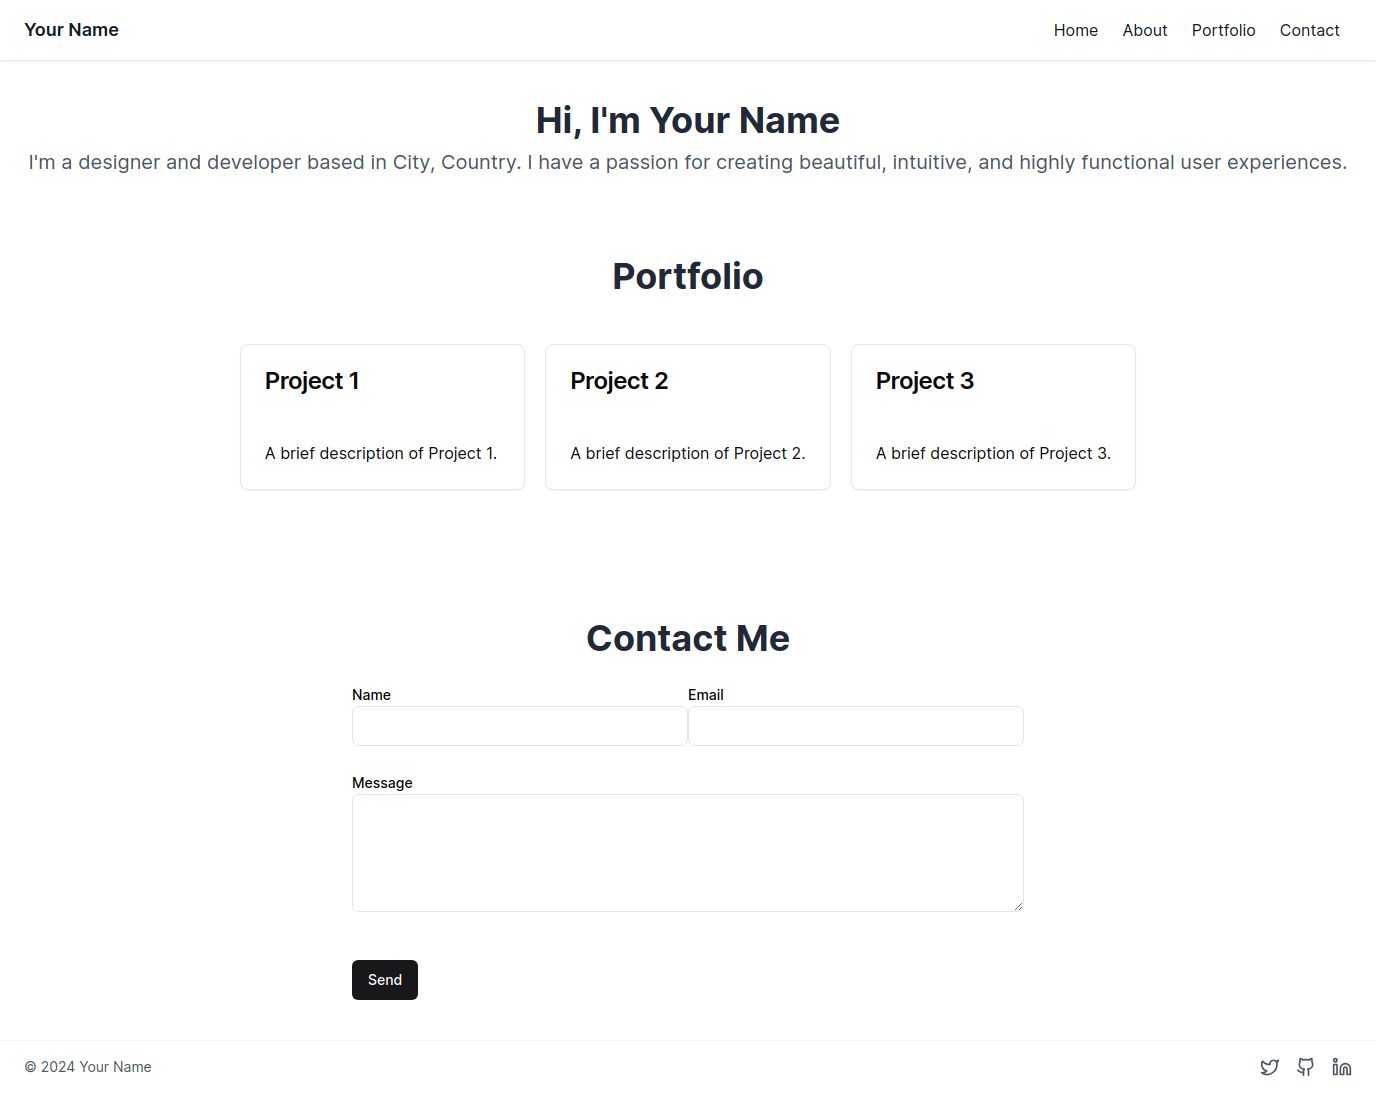 Your Name
Home About Portfolio Contact
Hi, I'm Your Name
I'm a designer and developer based in City, Country. I have a passion for creating beautiful, intuitive, and highly functional user experiences.
Portfolio
Project 1
A brief description of Project 1.
Project 2
A brief description of Project 2.
Project 3
A brief description of Project 3.
Contact Me
Name
Email
Message
Send
© 2024 Your Name